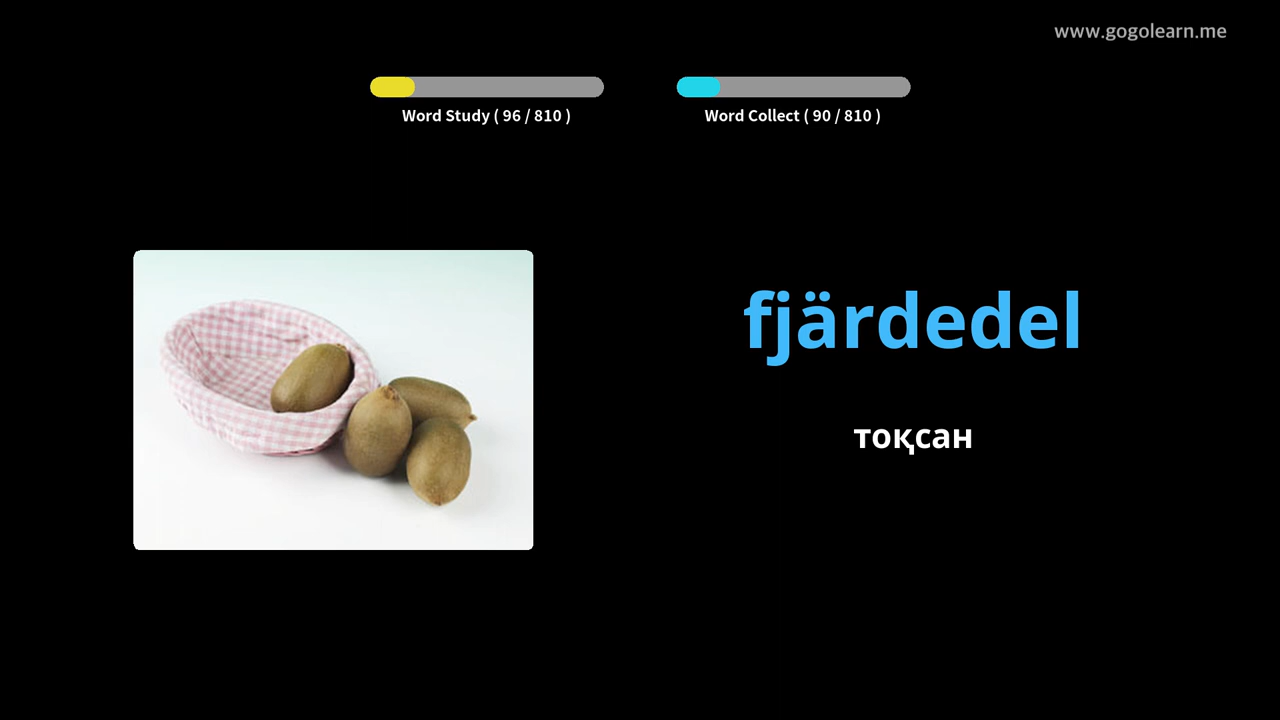 www.gogolearn.me
Word Study ( 96 / 810 )
Word Collect ( 90 / 810 )
fjärdedel
тоқсан